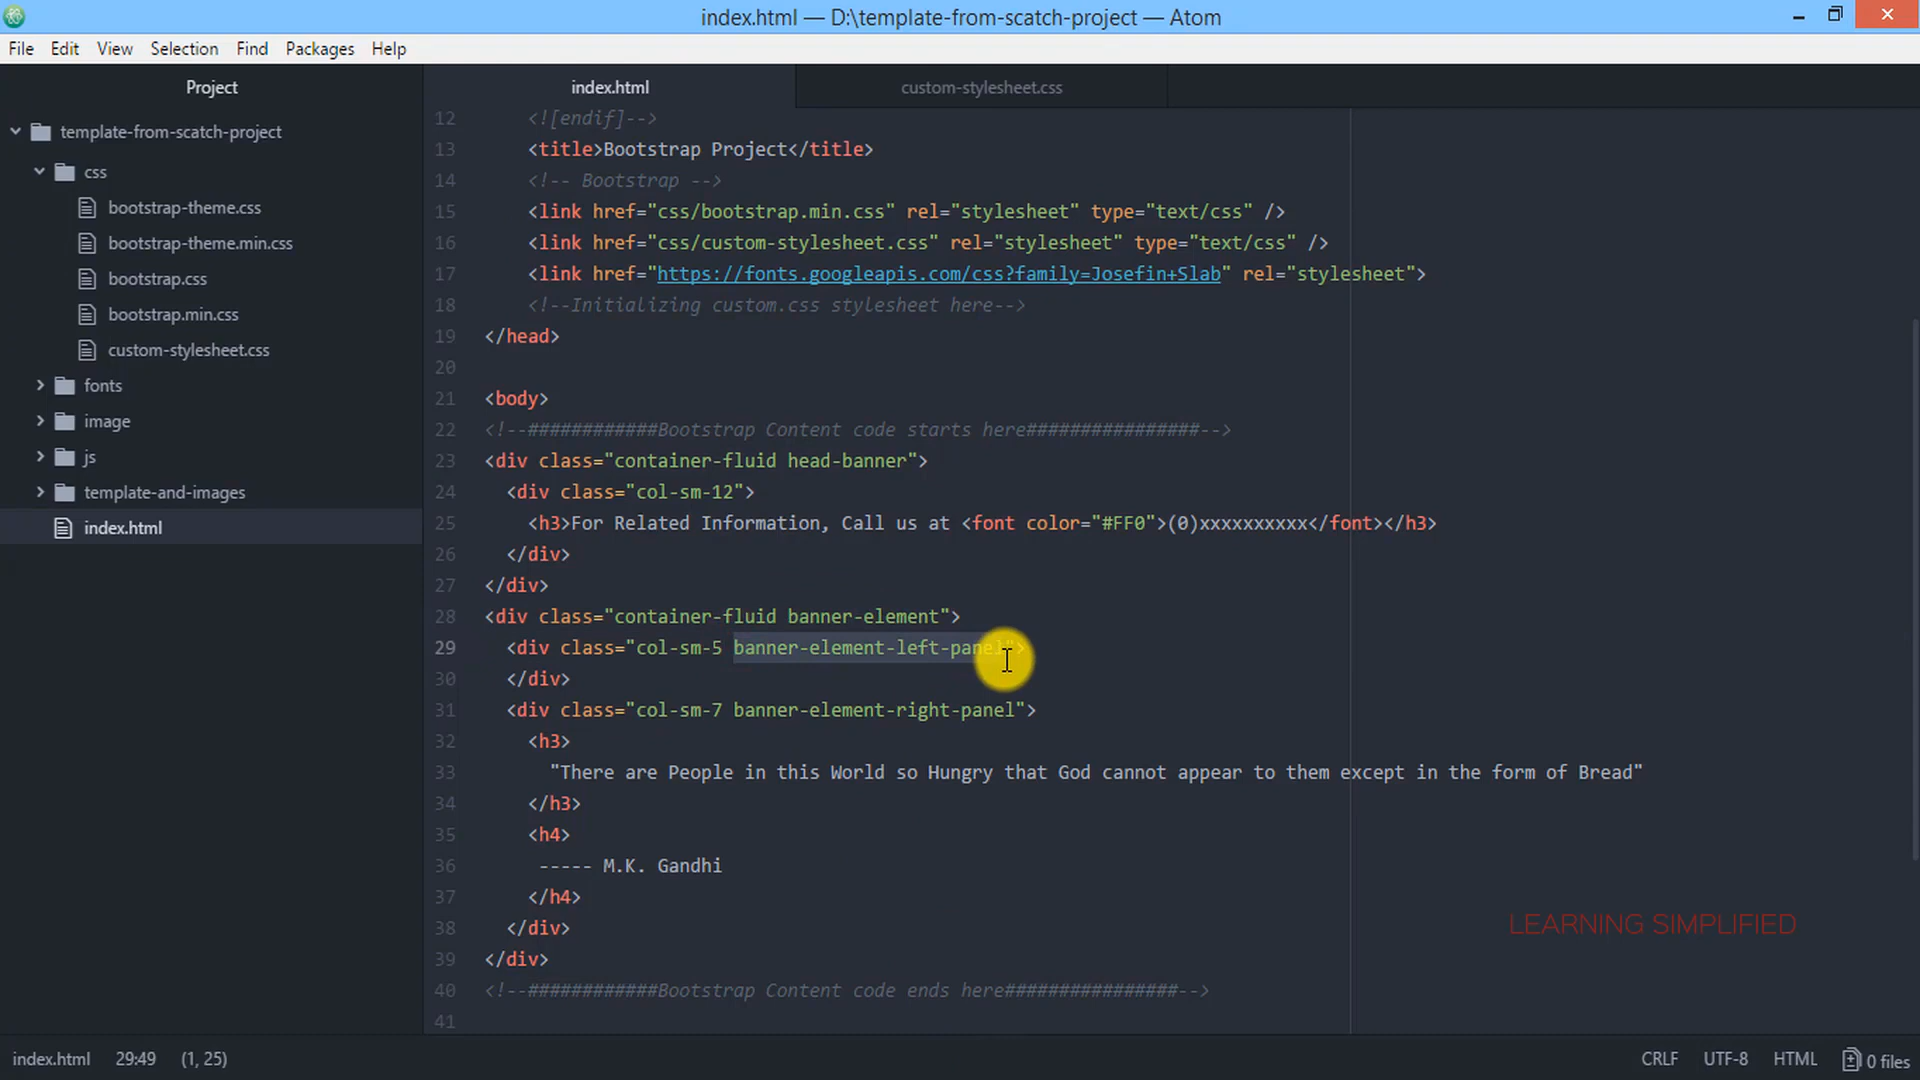 index.html — D:\template-from-scatch-project — Atom
File Edit View Selection Find Packages Help
Project
template-from-scatch-project
css
bootstrap-theme.css
bootstrap-theme.min.css
bootstrap.css
bootstrap.min.css
custom-stylesheet.css
fonts
image
js
template-and-images
index.html
index.html custom-stylesheet.css
12 <![endif]-->
13 <title>Bootstrap Project</title>
14 <!-- Bootstrap -->
15 <link href="css/bootstrap.min.css" rel="stylesheet" type="text/css" />
16 <link href="css/custom-stylesheet.css" rel="stylesheet" type="text/css" />
17 <link href="https://fonts.googleapis.com/css?family=Josefin+Slab" rel="stylesheet">
18 <!--Initializing custom.css stylesheet here-->
19 </head>
20
21 <body>
22 <!--############Bootstrap Content code starts here################-->
23 <div class="container-fluid head-banner">
24 <div class="col-sm-12">
25 <h3>For Related Information, Call us at <font color="#FF0">(0)xxxxxxxxxx</font></h3>
26 </div>
27 </div>
28 <div class="container-fluid banner-element">
29 <div class="col-sm-5 banner-element-left-panel">
30 </div>
31 <div class="col-sm-7 banner-element-right-panel">
32 <h3>
33 "There are People in this World so Hungry that God cannot appear to them except in the form of Bread"
34 </h3>
35 <h4>
36 ----- M.K. Gandhi
37 </h4>
38 </div>
39 </div>
40 <!--############Bootstrap Content code ends here################-->
41
LEARNING SIMPLIFIED
index.html 29:49 (1, 25) CRLF UTF-8 HTML 0 files